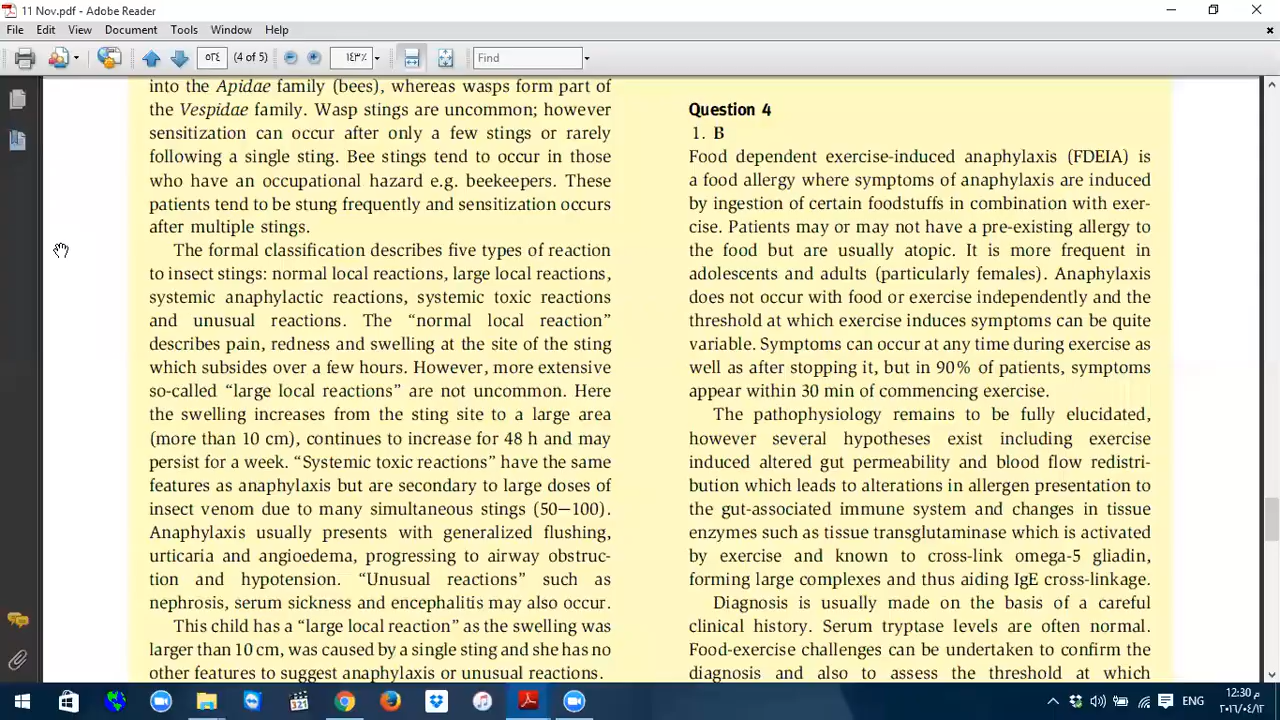 11 Nov.pdf - Adobe Reader
File Edit View Document Tools Window Help
٥٢٤ (4 of 5) ١٤٣٪ Find
into the Apidae family (bees), whereas wasps form part of
the Vespidae family. Wasp stings are uncommon; however
sensitization can occur after only a few stings or rarely
following a single sting. Bee stings tend to occur in those
who have an occupational hazard e.g. beekeepers. These
patients tend to be stung frequently and sensitization occurs
after multiple stings.
The formal classification describes five types of reaction
to insect stings: normal local reactions, large local reactions,
systemic anaphylactic reactions, systemic toxic reactions
and unusual reactions. The “normal local reaction”
describes pain, redness and swelling at the site of the sting
which subsides over a few hours. However, more extensive
so-called “large local reactions” are not uncommon. Here
the swelling increases from the sting site to a large area
(more than 10 cm), continues to increase for 48 h and may
persist for a week. “Systemic toxic reactions” have the same
features as anaphylaxis but are secondary to large doses of
insect venom due to many simultaneous stings (50–100).
Anaphylaxis usually presents with generalized flushing,
urticaria and angioedema, progressing to airway obstruc-
tion and hypotension. “Unusual reactions” such as
nephrosis, serum sickness and encephalitis may also occur.
This child has a “large local reaction” as the swelling was
larger than 10 cm, was caused by a single sting and she has no
other features to suggest anaphylaxis or unusual reactions.
Question 4
1. B
Food dependent exercise-induced anaphylaxis (FDEIA) is
a food allergy where symptoms of anaphylaxis are induced
by ingestion of certain foodstuffs in combination with exer-
cise. Patients may or may not have a pre-existing allergy to
the food but are usually atopic. It is more frequent in
adolescents and adults (particularly females). Anaphylaxis
does not occur with food or exercise independently and the
threshold at which exercise induces symptoms can be quite
variable. Symptoms can occur at any time during exercise as
well as after stopping it, but in 90% of patients, symptoms
appear within 30 min of commencing exercise.
The pathophysiology remains to be fully elucidated,
however several hypotheses exist including exercise
induced altered gut permeability and blood flow redistri-
bution which leads to alterations in allergen presentation to
the gut-associated immune system and changes in tissue
enzymes such as tissue transglutaminase which is activated
by exercise and known to cross-link omega-5 gliadin,
forming large complexes and thus aiding IgE cross-linkage.
Diagnosis is usually made on the basis of a careful
clinical history. Serum tryptase levels are often normal.
Food-exercise challenges can be undertaken to confirm the
diagnosis and also to assess the threshold at which
321
ENG
12:30 م